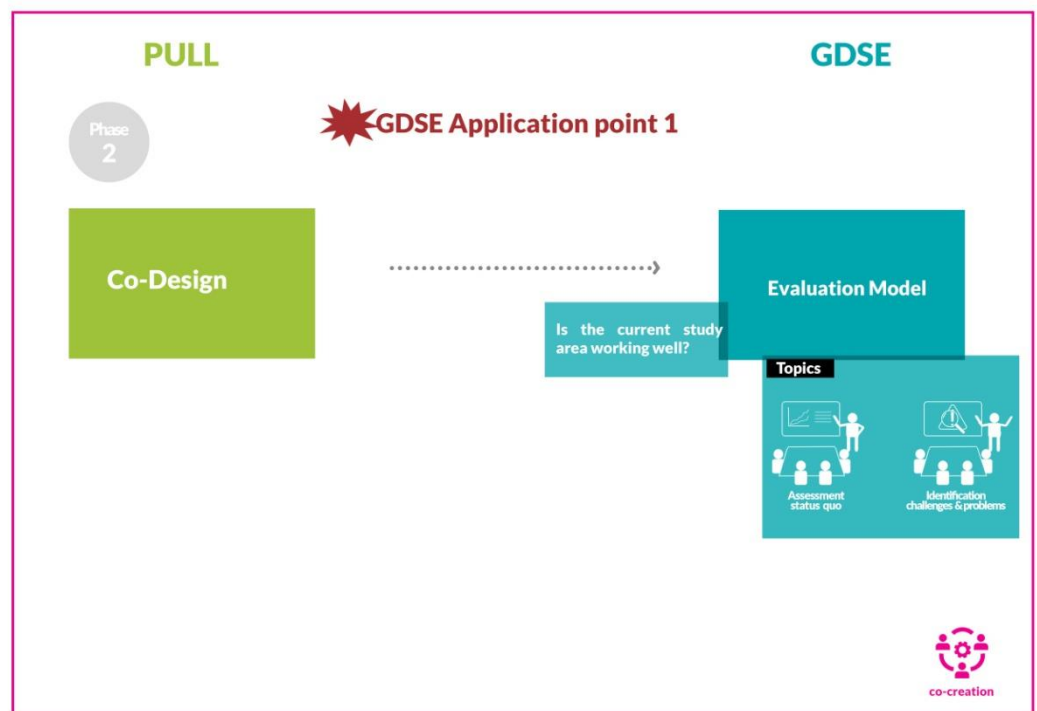 PULL
GDSE
Phase
2
GDSE Application point 1
Co-Design
Evaluation Model
Is the current study
area working well?
Topics
Assessment
status quo
Identification
challenges & problems
co-creation